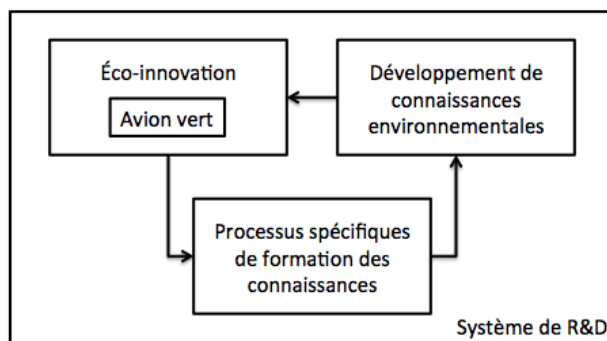 Éco-innovation
Avion vert
Développement de
connaissances
environnementales
Processus spécifiques
de formation des
connaissances
Système de R&D